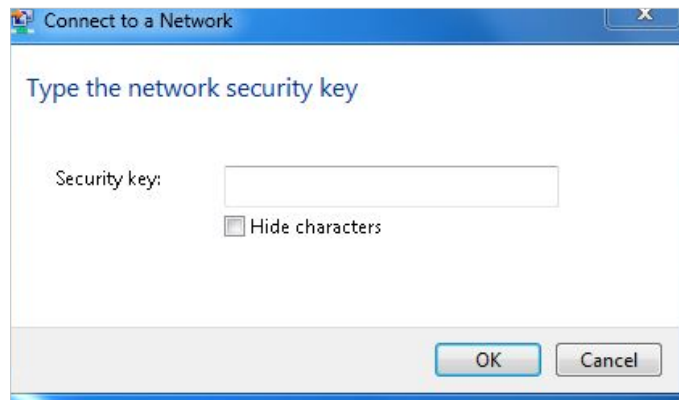 Connect to a Network
X
Type the network security key
Security key:
Hide characters
OK
Cancel